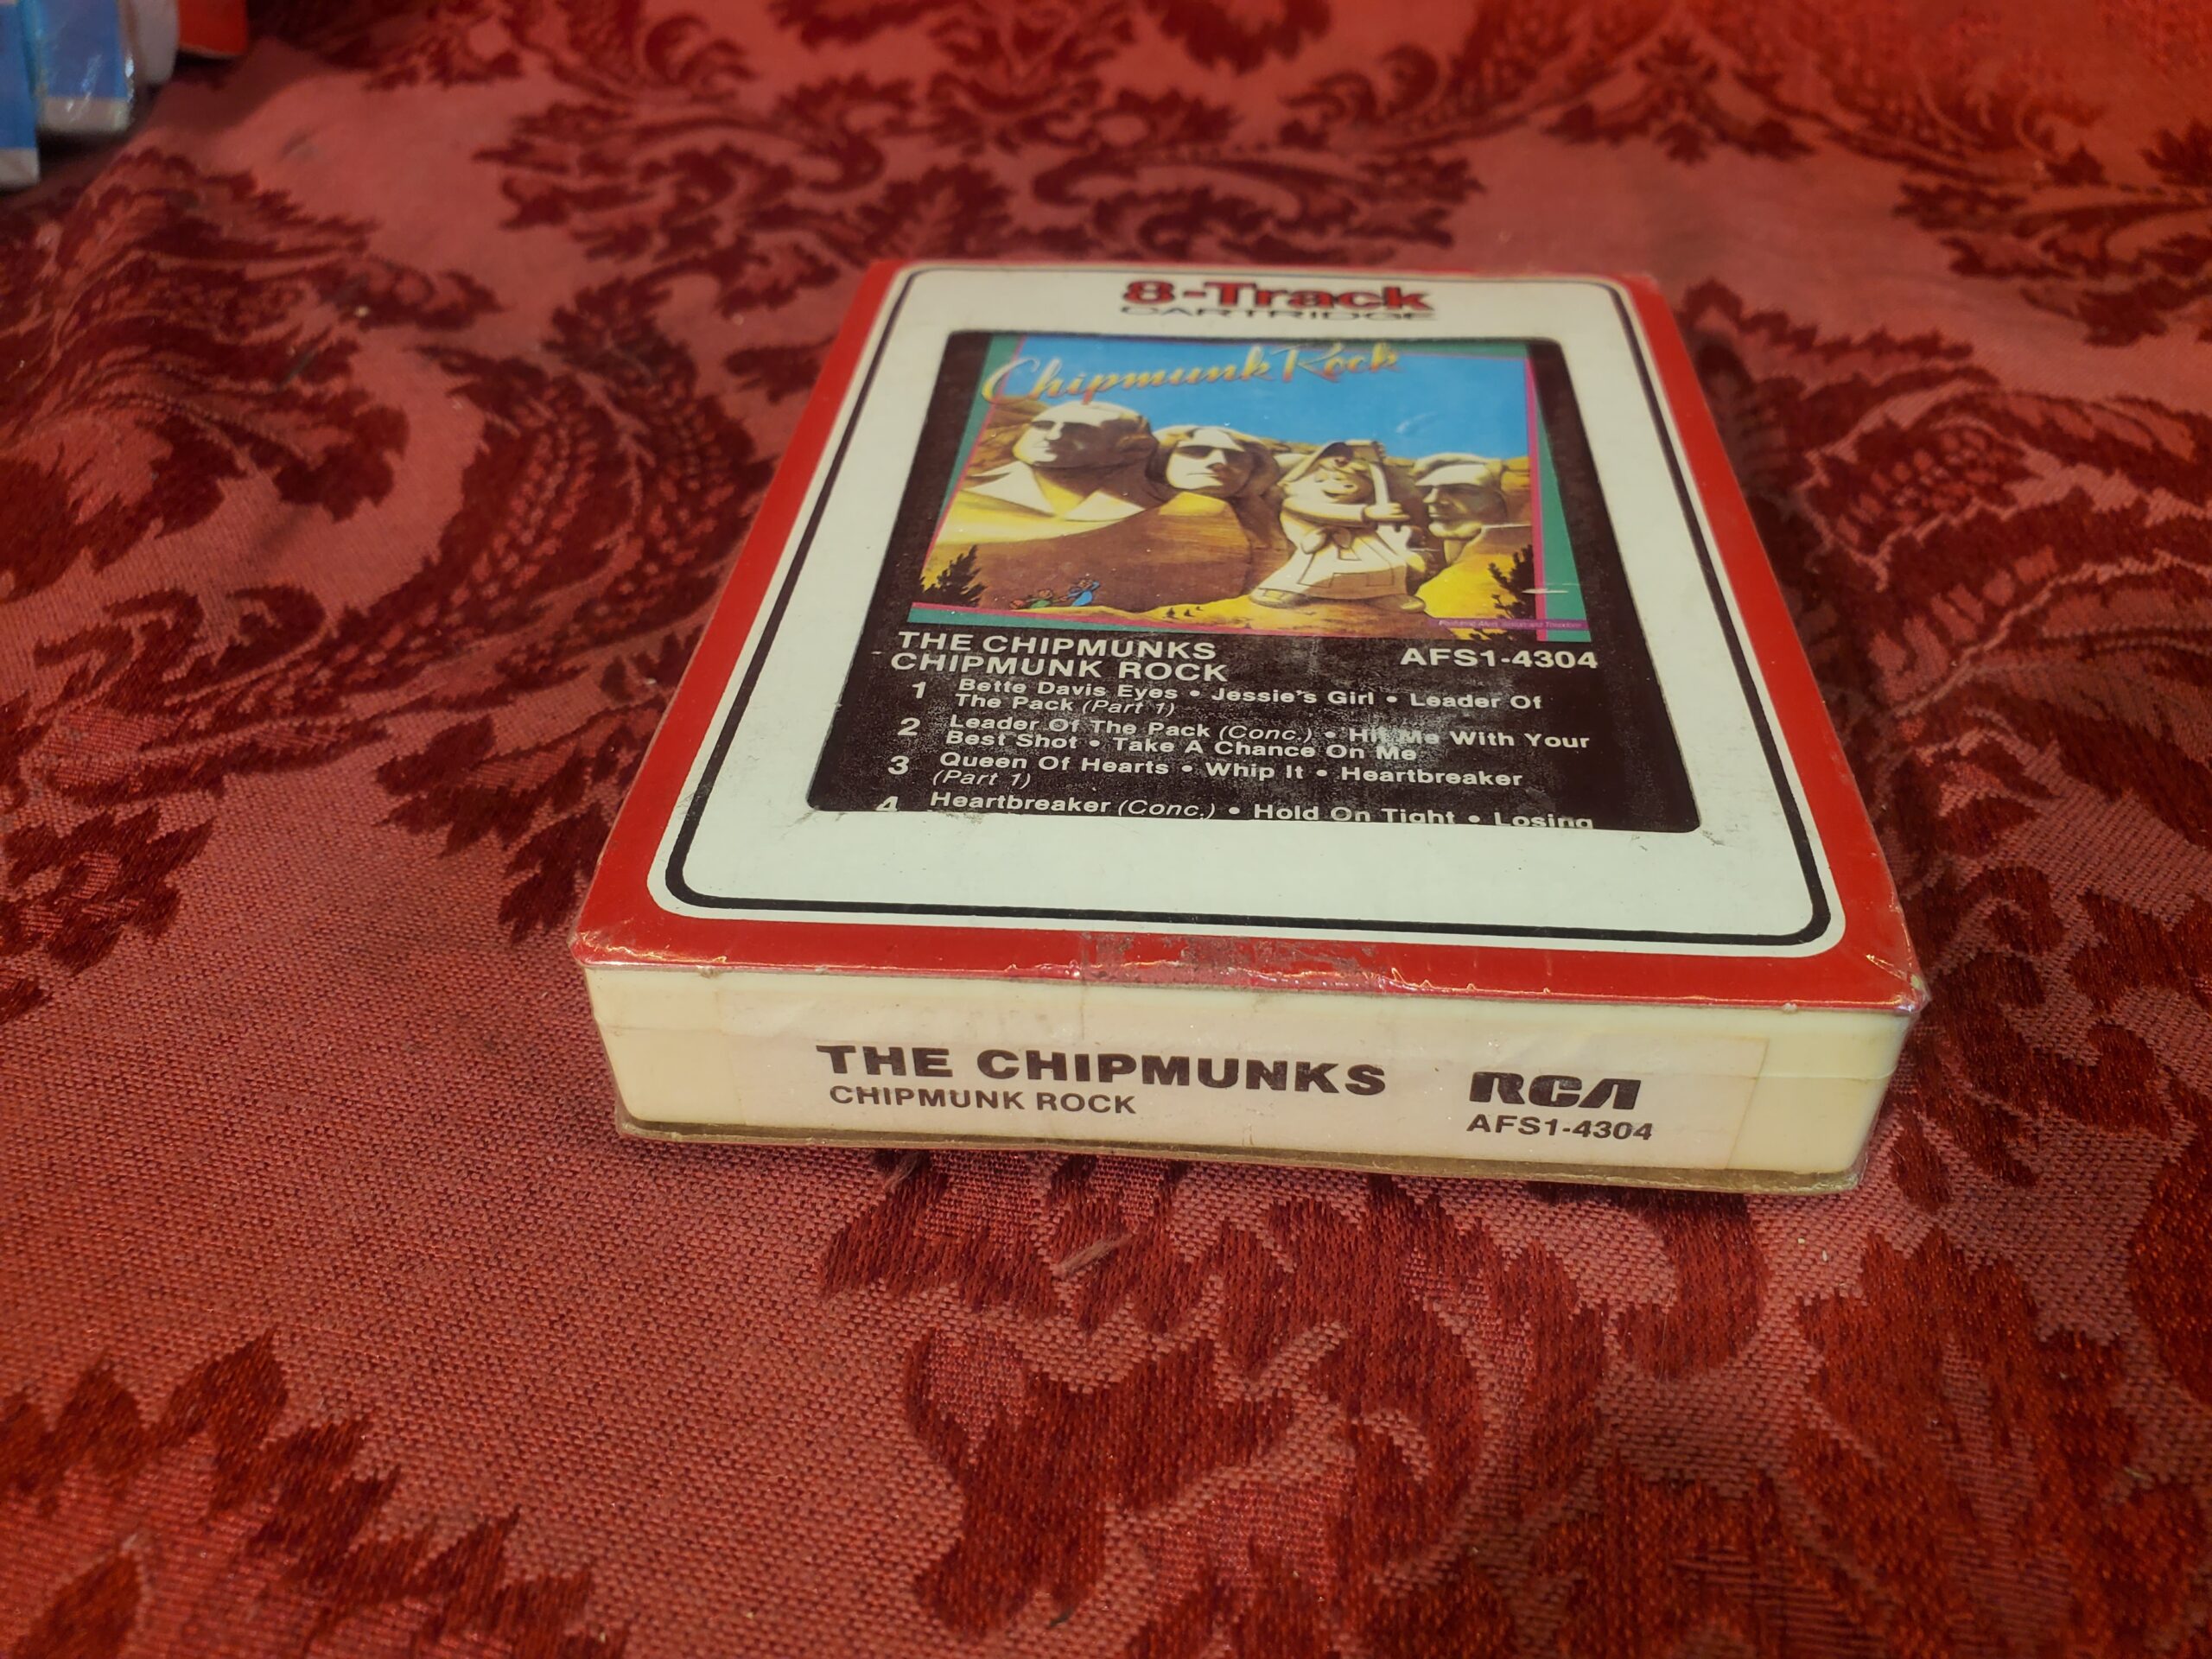 8-Track
CARTRIDGE
Chipmunk Rock
THE CHIPMUNKS
CHIPMUNK ROCK
AFS1-4304
1 Bette Davis Eyes • Jessie's Girl • Leader Of
The Pack (Part 1)
2 Leader Of The Pack (Conc.) • Hit Me With Your
Best Shot • Take A Chance On Me
3 Queen Of Hearts • Whip It • Heartbreaker
(Part 1)
4 Heartbreaker (Conc.) • Hold On Tight • Losing
THE CHIPMUNKS
CHIPMUNK ROCK
RCA
AFS1-4304